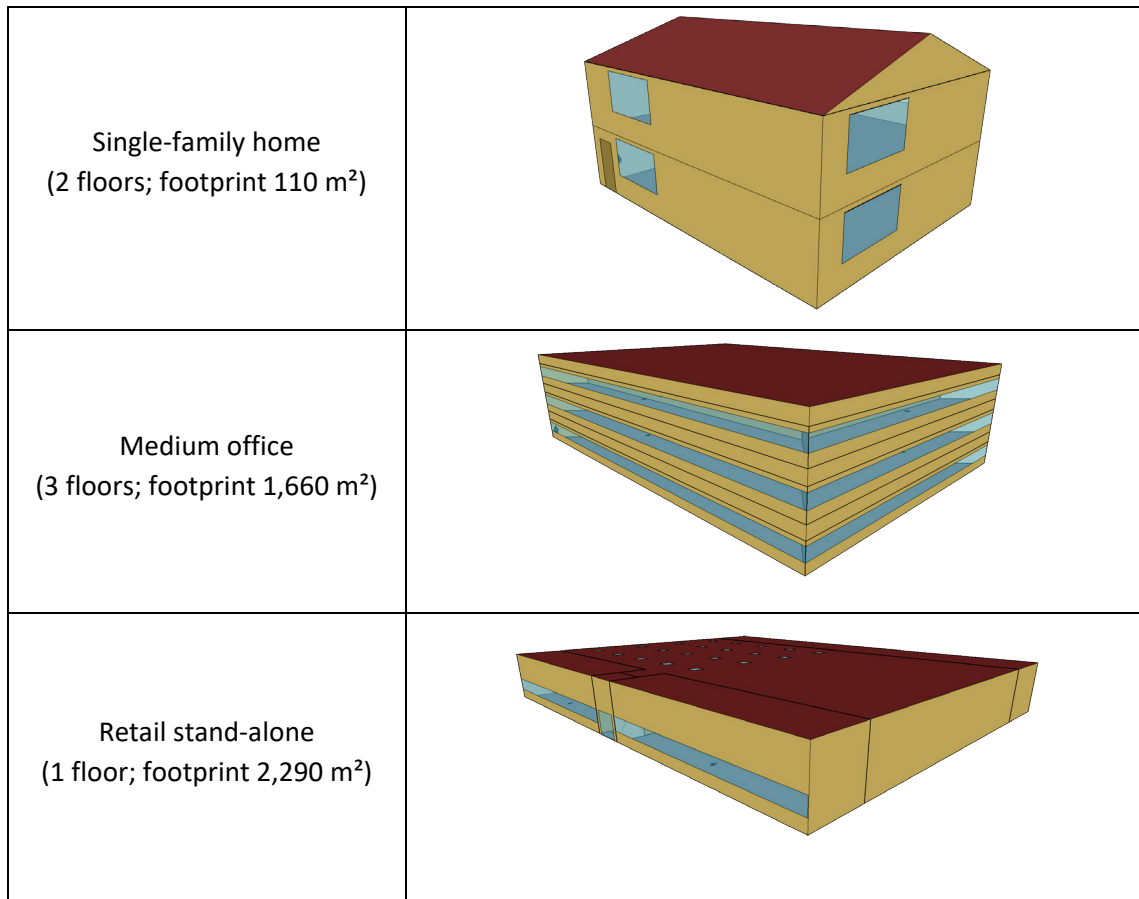 Single-family home
(2 floors; footprint 110 m²)
Medium office
(3 floors; footprint 1,660 m²)
Retail stand-alone
(1 floor; footprint 2,290 m²)